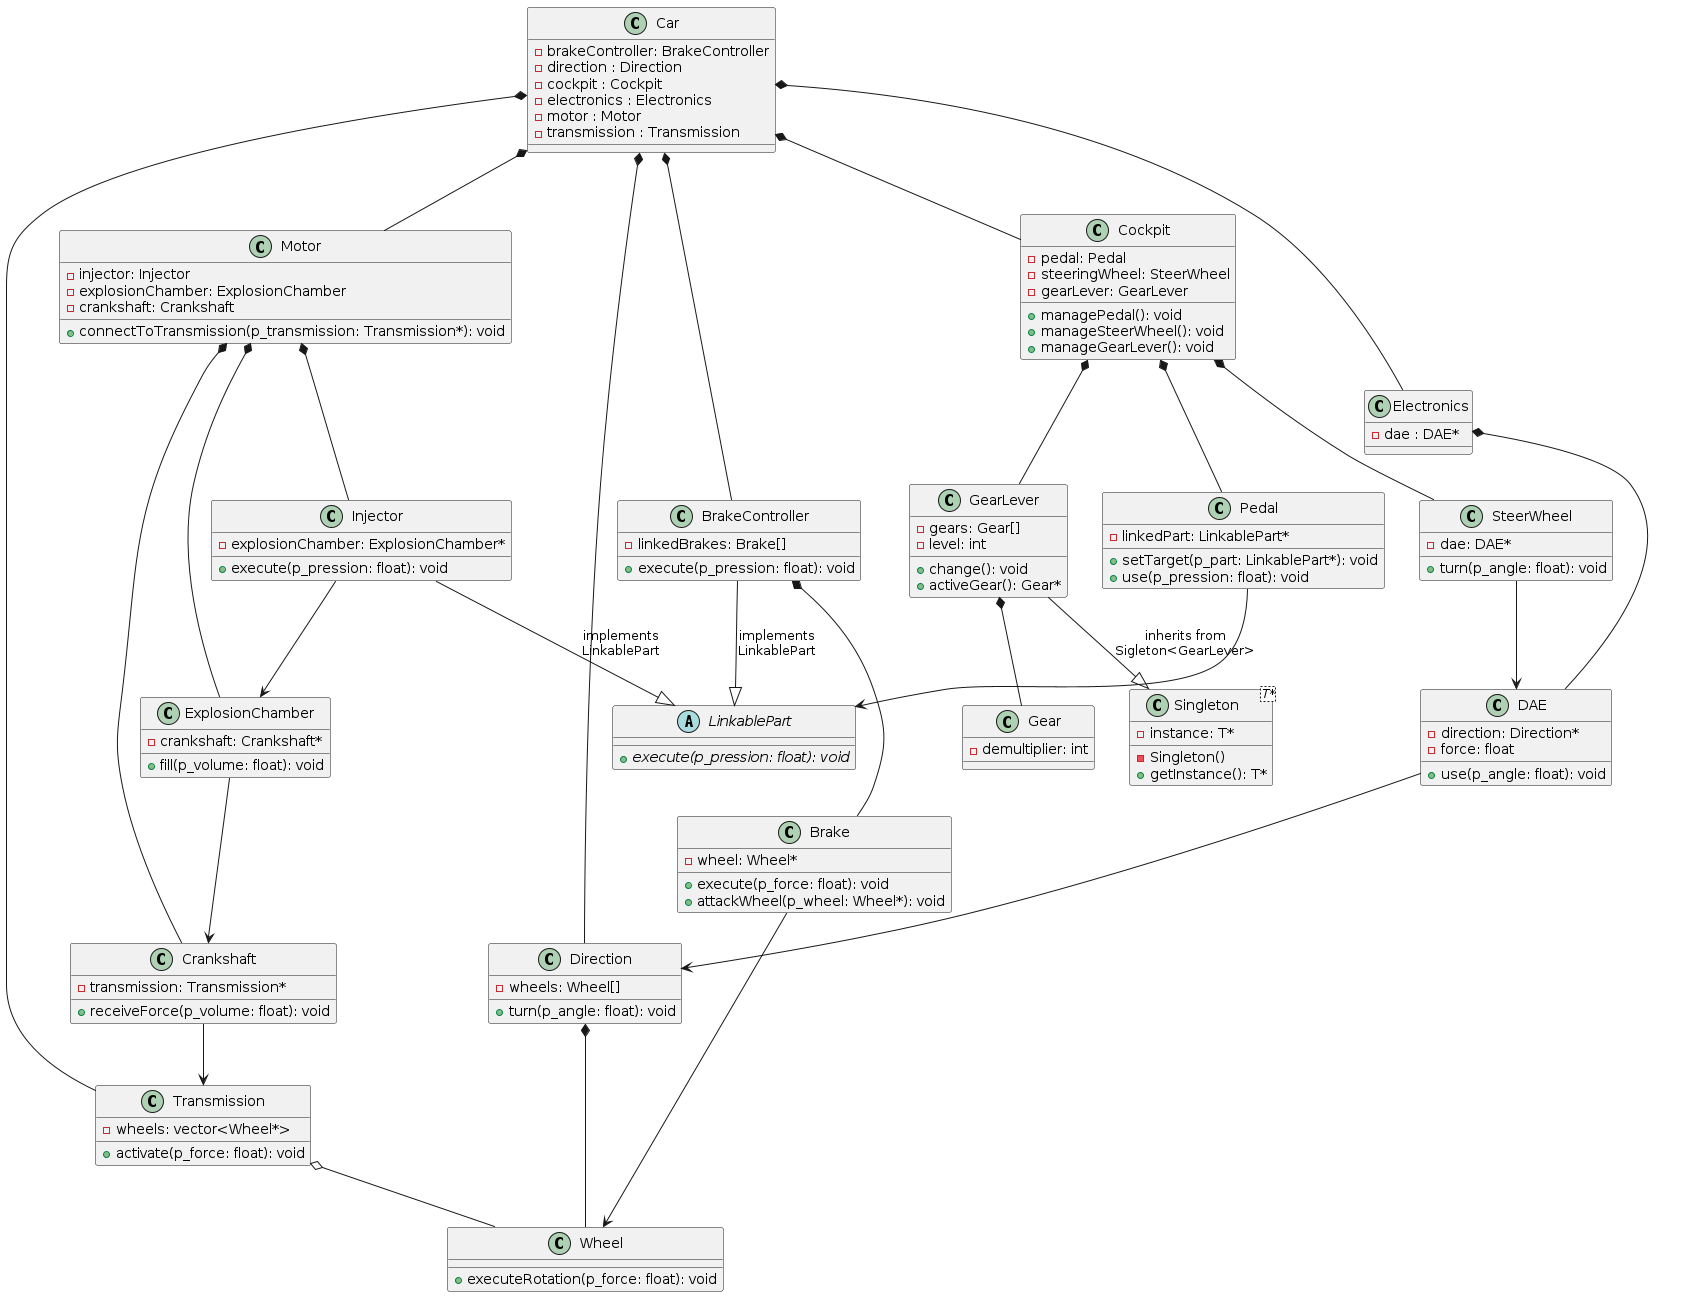 C Car
brakeController: BrakeController
direction : Direction
cockpit : Cockpit
electronics : Electronics
motor : Motor
transmission : Transmission
C Motor
injector: Injector
explosionChamber: ExplosionChamber
crankshaft: Crankshaft
connectToTransmission(p_transmission: Transmission*): void
C Cockpit
pedal: Pedal
steeringWheel: SteerWheel
gearLever: GearLever
managePedal(): void
manageSteerWheel(): void
manageGearLever(): void
C Electronics
dae : DAE*
C Injector
explosionChamber: ExplosionChamber*
execute(p_pression: float): void
C BrakeController
linkedBrakes: Brake[]
execute(p_pression: float): void
C GearLever
gears: Gear[]
level: int
change(): void
activeGear(): Gear*
C Pedal
linkedPart: LinkablePart*
setTarget(p_part: LinkablePart*): void
use(p_pression: float): void
C SteerWheel
dae: DAE*
turn(p_angle: float): void
implements
LinkablePart
implements
LinkablePart
inherits from
Sigleton<GearLever>
C ExplosionChamber
crankshaft: Crankshaft*
fill(p_volume: float): void
A LinkablePart
execute(p_pression: float): void
C Gear
demultiplier: int
C Singleton
T*
instance: T*
Singleton()
getInstance(): T*
C DAE
direction: Direction*
force: float
use(p_angle: float): void
C Brake
wheel: Wheel*
execute(p_force: float): void
attackWheel(p_wheel: Wheel*): void
C Crankshaft
transmission: Transmission*
receiveForce(p_volume: float): void
C Direction
wheels: Wheel[]
turn(p_angle: float): void
C Transmission
wheels: vector<Wheel*>
activate(p_force: float): void
C Wheel
executeRotation(p_force: float): void